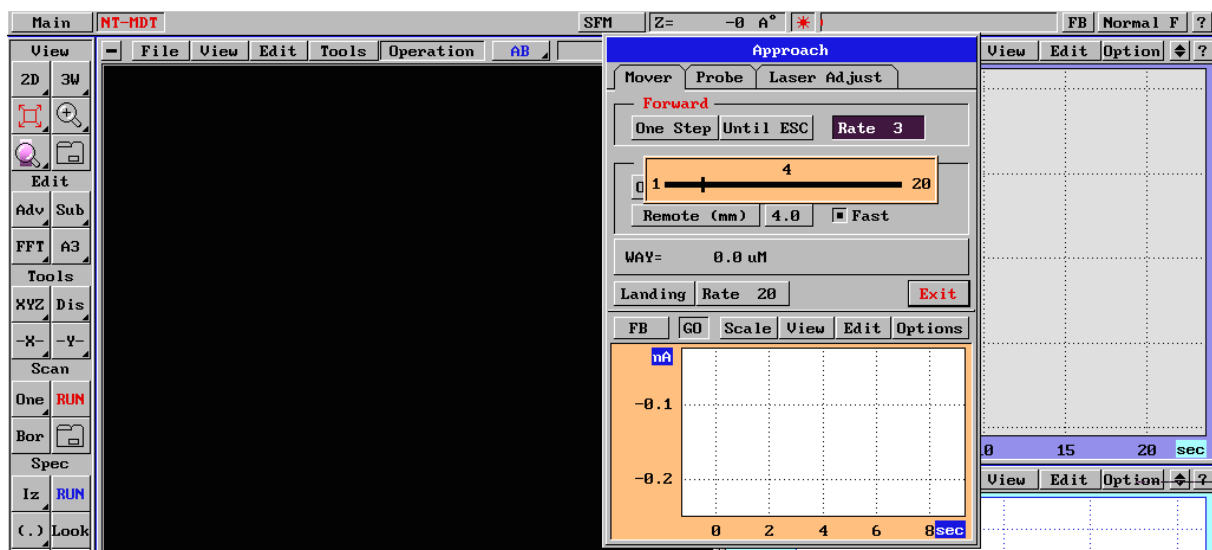 Main NT-MDT SFM Z= -0 A° FB Normal F ?
View
File View Edit Tools Operation AB
Approach
View Edit Option ?
2D 3W
Mover Probe Laser Adjust
Forward
One Step Until ESC Rate 3
4
1 20
Remote (mm) 4.0 Fast
WAY= 0.0 uM
Landing Rate 20 Exit
FB GO Scale View Edit Options
nA
-0.1
-0.2
0 2 4 6 8 sec
Edit
Adv Sub
FFT A3
Tools
XYZ Dis
-X- -Y-
Scan
One RUN
Bor
Spec
Iz RUN
(.) Look
15 20 sec
View Edit Option ?